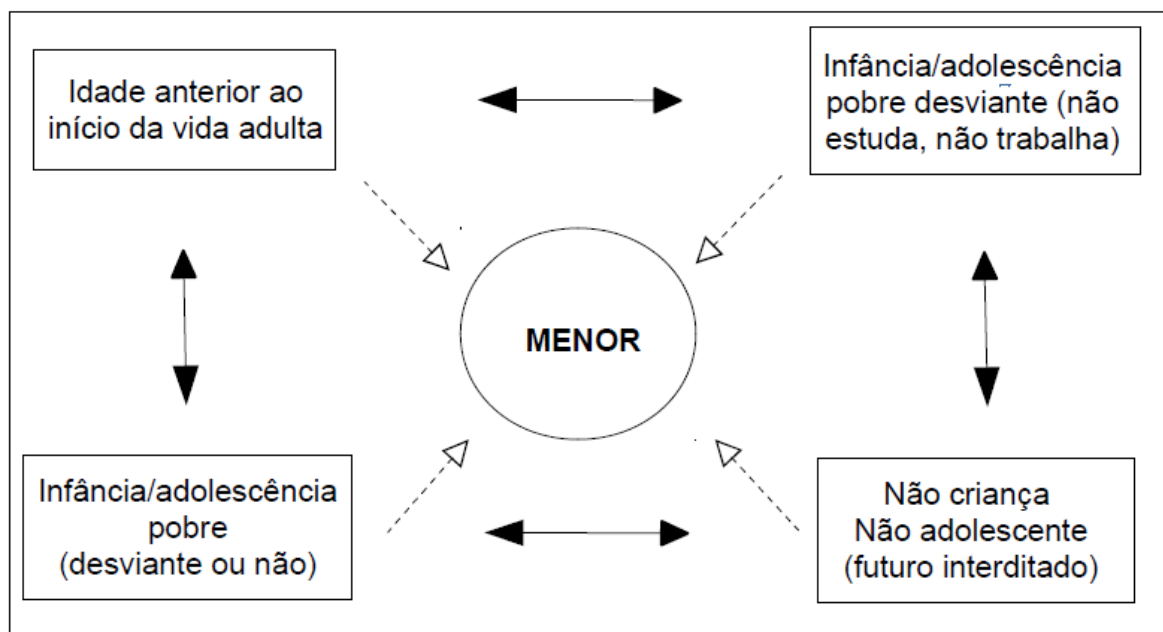 Idade anterior ao
início da vida adulta
Infância/adolescência
pobre desviante (não
estuda, não trabalha)
MENOR
Infância/adolescência
pobre
(desviante ou não)
Não criança
Não adolescente
(futuro interditado)